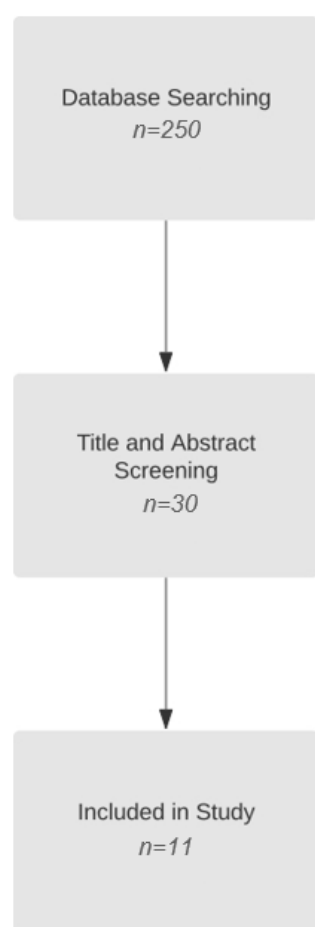 Database Searching
n=250
Title and Abstract
Screening
n=30
Included in Study
n=11